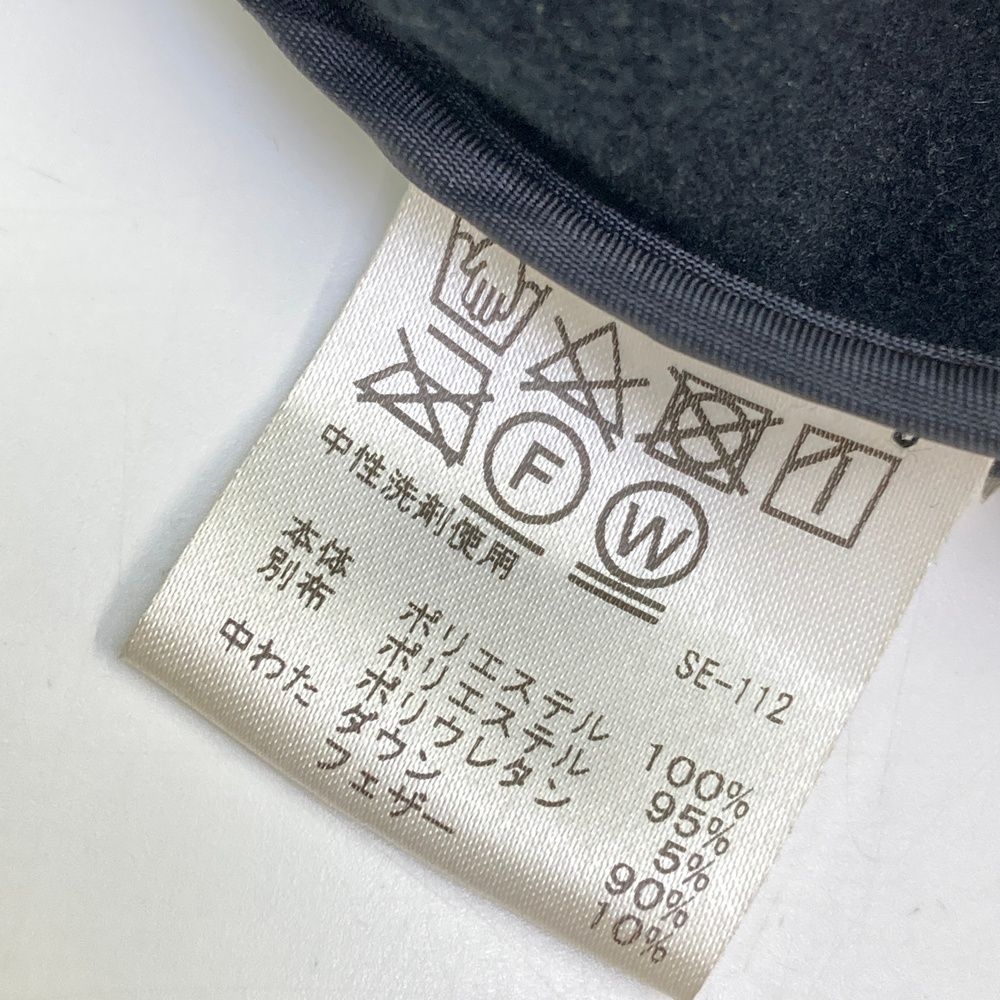 F
W
中性洗剤使用
SE-112
本体 ポリエステル 100%
別布 ポリエステル 95%
ポリウレタン 5%
中わた ダウン 90%
フェザー 10%